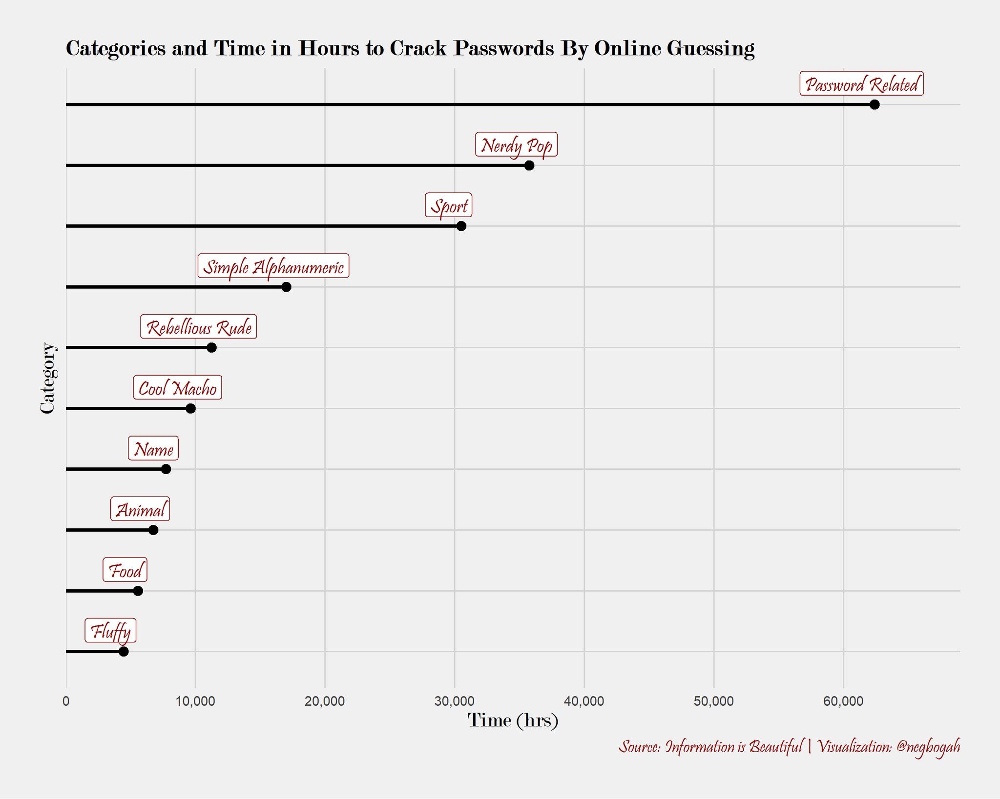 Categories and Time in Hours to Crack Passwords By Online Guessing
Password Related
Nerdy Pop
Sport
Simple Alphanumeric
Rebellious Rude
Cool Macho
Name
Animal
Food
Fluffy
Category
0 10,000 20,000 30,000 40,000 50,000 60,000
Time (hrs)
Source: Information is Beautiful | Visualization: @negbogah